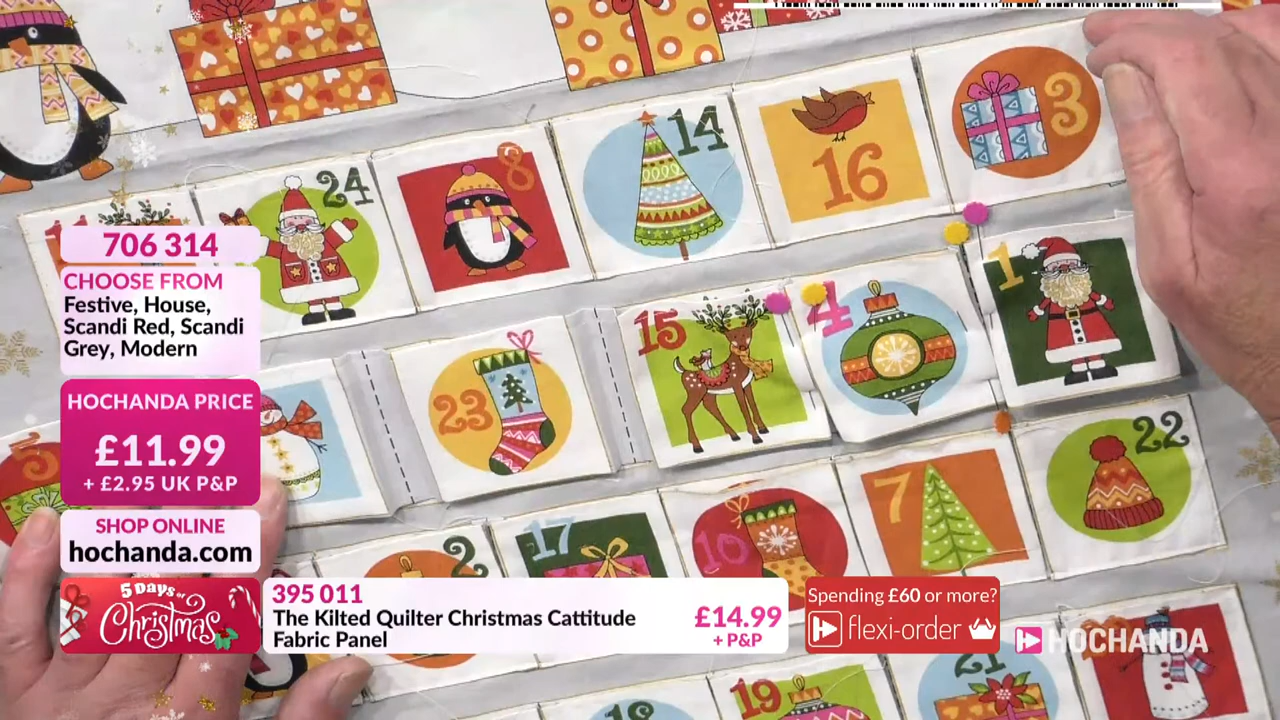 24
8
14
16
3
11
15
4
1
23
5
2
17
10
7
22
19
18
21
706 314
CHOOSE FROM
Festive, House,
Scandi Red, Scandi
Grey, Modern
HOCHANDA PRICE
£11.99
+ £2.95 UK P&P
SHOP ONLINE
hochanda.com
5 Days of
Christmas
395 011
The Kilted Quilter Christmas Cattitude
Fabric Panel
£14.99
+ P&P
Spending £60 or more?
flexi-order
HOCHANDA